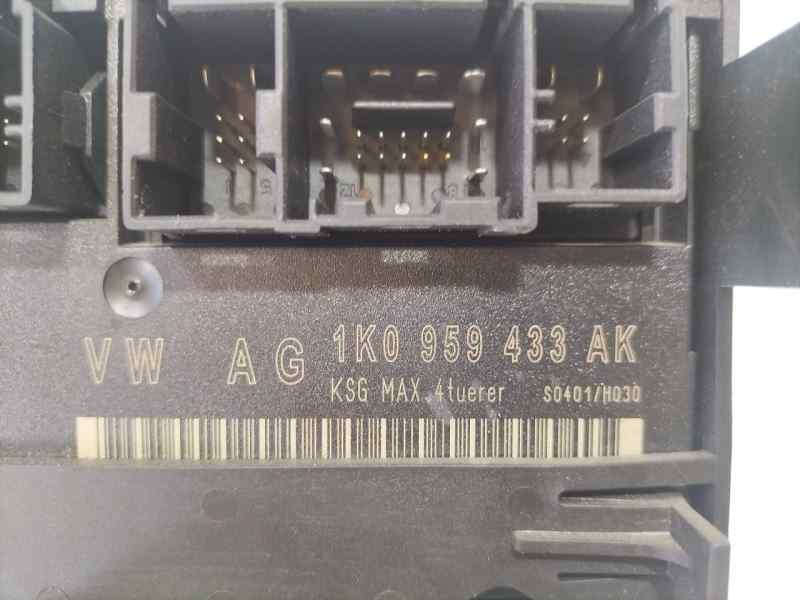 VW AG 1K0 959 433 AK
KSG MAX 4tuerer S0401/H030